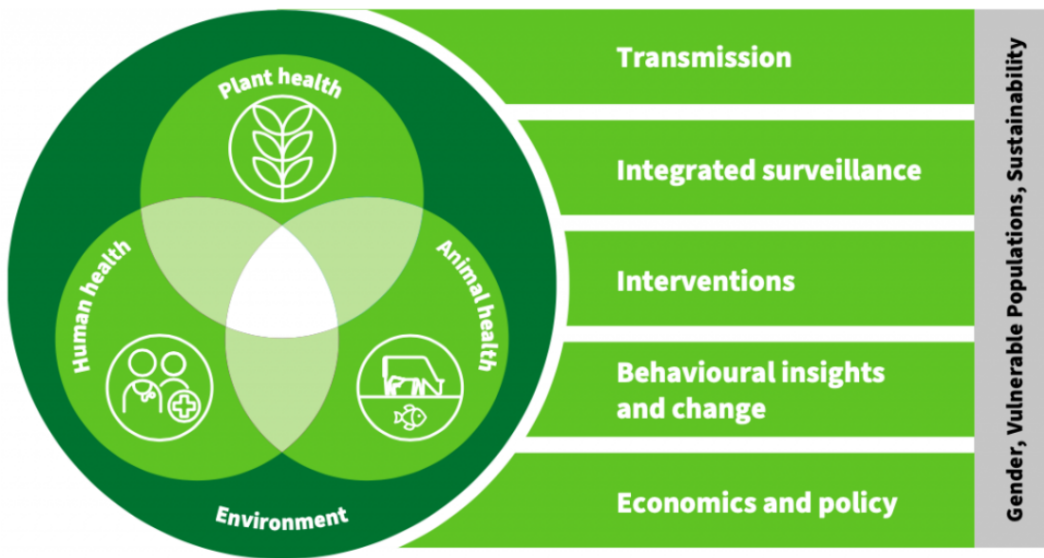 Plant health
Human health
Animal health
Environment
Transmission
Integrated surveillance
Interventions
Behavioural insights
and change
Economics and policy
Gender, Vulnerable Populations, Sustainability